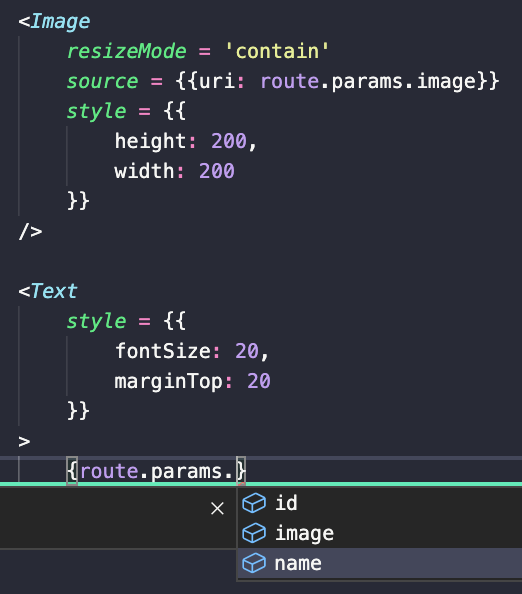 <Image
resizeMode = 'contain'
source = {{uri: route.params.image}}
style = {{
height: 200,
width: 200
}}
/>
<Text
style = {{
fontSize: 20,
marginTop: 20
}}
>
{route.params.}
id
image
name